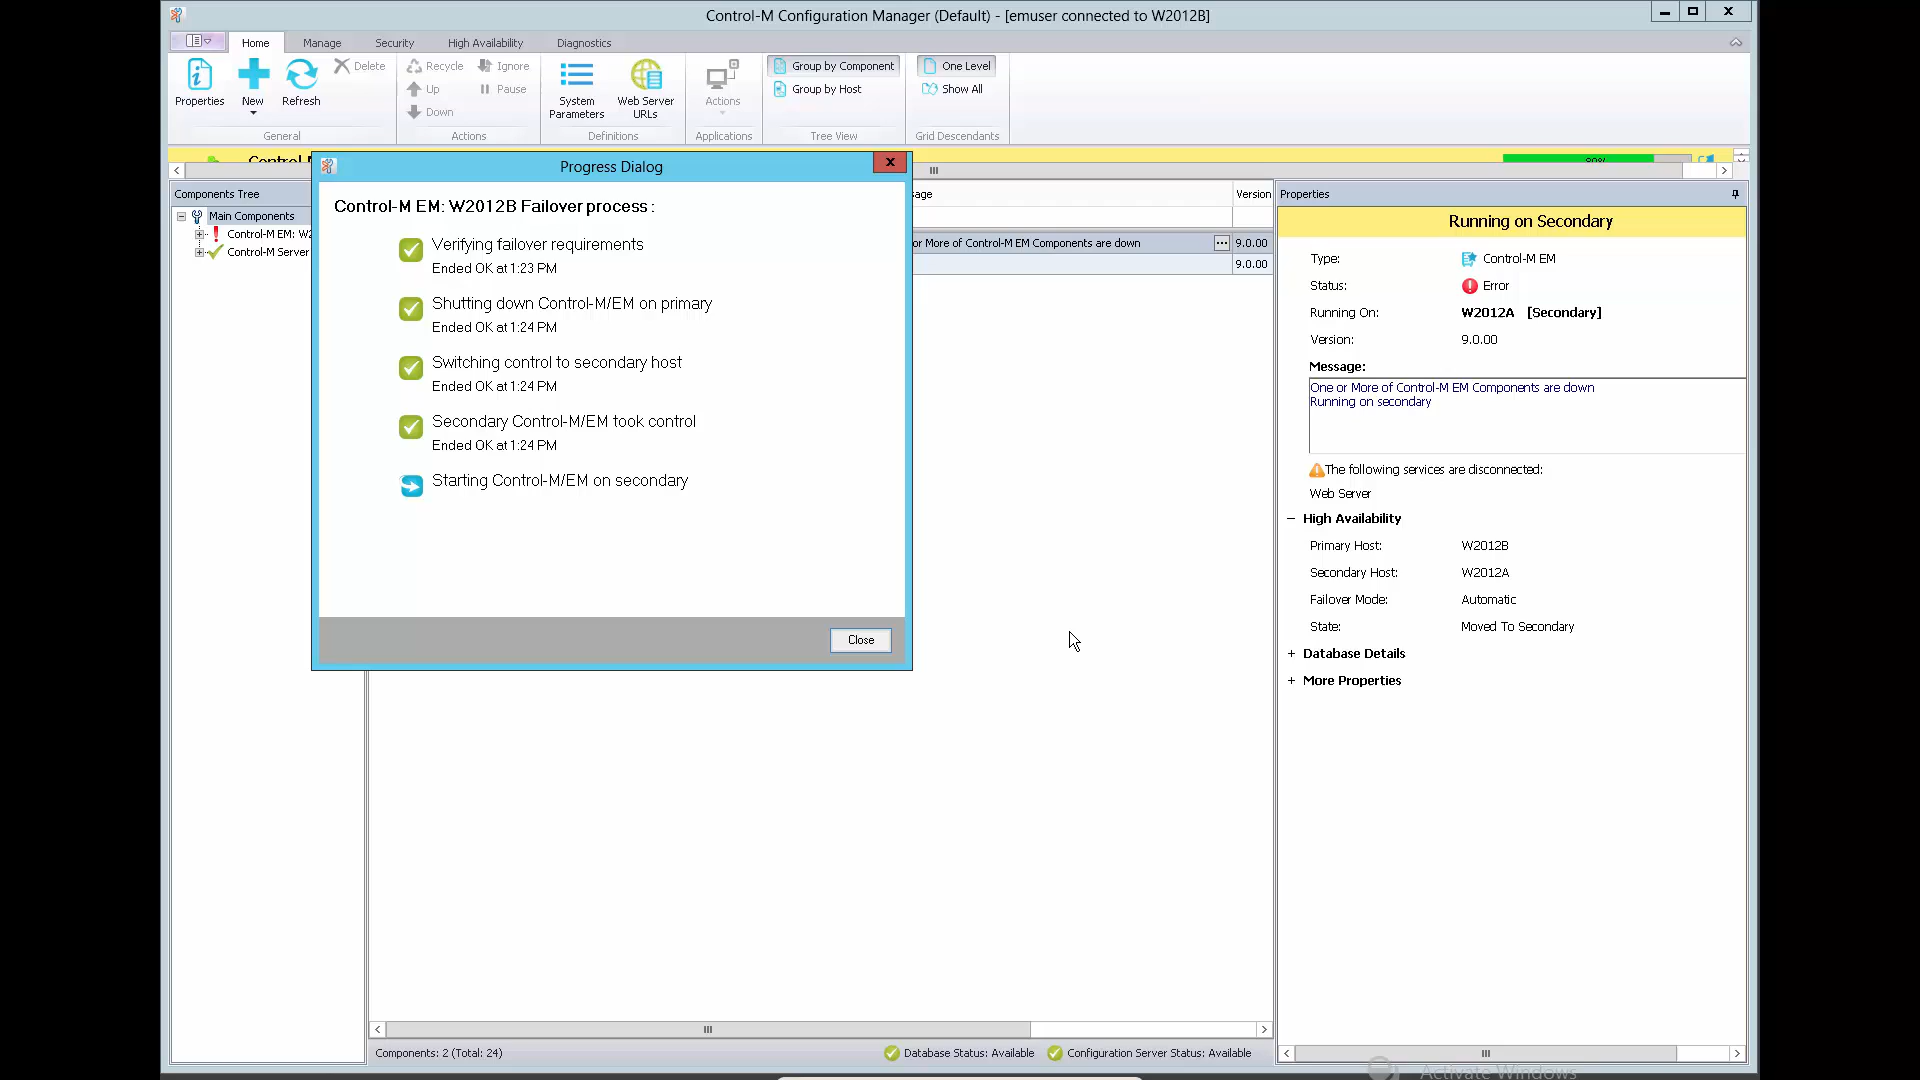 Control-M Configuration Manager (Default) - [emuser connected to W2012B]
Home
Manage
Security
High Availability
Diagnostics
Properties
New
Refresh
Delete
General
Recycle
Ignore
Up
Pause
Down
Actions
System Parameters
Web Server URLs
Definitions
Actions
Applications
Group by Component
Group by Host
Tree View
One Level
Show All
Grid Descendants
Components Tree
Main Components
Control-M EM: W2
Control-M Server
Progress Dialog
Control-M EM: W2012B Failover process :
Verifying failover requirements
Ended OK at 1:23 PM
Shutting down Control-M/EM on primary
Ended OK at 1:24 PM
Switching control to secondary host
Ended OK at 1:24 PM
Secondary Control-M/EM took control
Ended OK at 1:24 PM
Starting Control-M/EM on secondary
Close
sage
Version
or More of Control-M EM Components are down
...
9.0.00
9.0.00
Properties
Running on Secondary
Type: Control-M EM
Status: Error
Running On: W2012A [Secondary]
Version: 9.0.00
Message:
One or More of Control-M EM Components are down
Running on secondary
The following services are disconnected:
Web Server
High Availability
Primary Host: W2012B
Secondary Host: W2012A
Failover Mode: Automatic
State: Moved To Secondary
Database Details
More Properties
Components: 2 (Total: 24)
Database Status: Available
Configuration Server Status: Available
Activate Windows